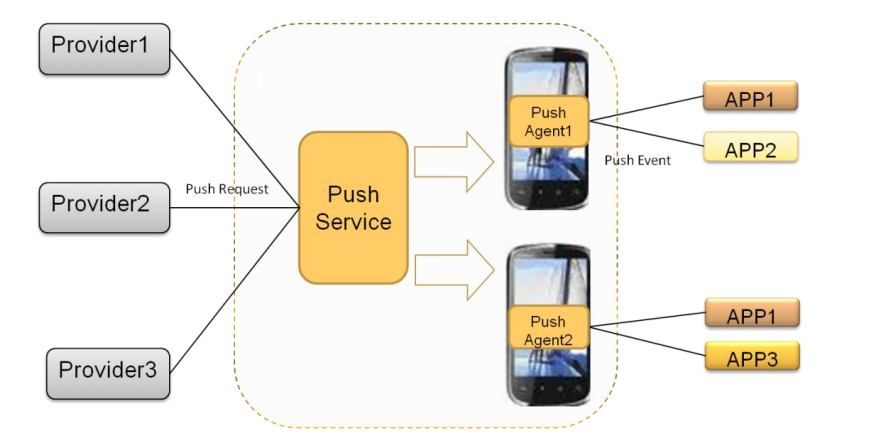 Provider1
Provider2
Provider3
Push Request
Push
Service
Push
Agent1
Push Event
APP1
APP2
Push
Agent2
APP1
APP3